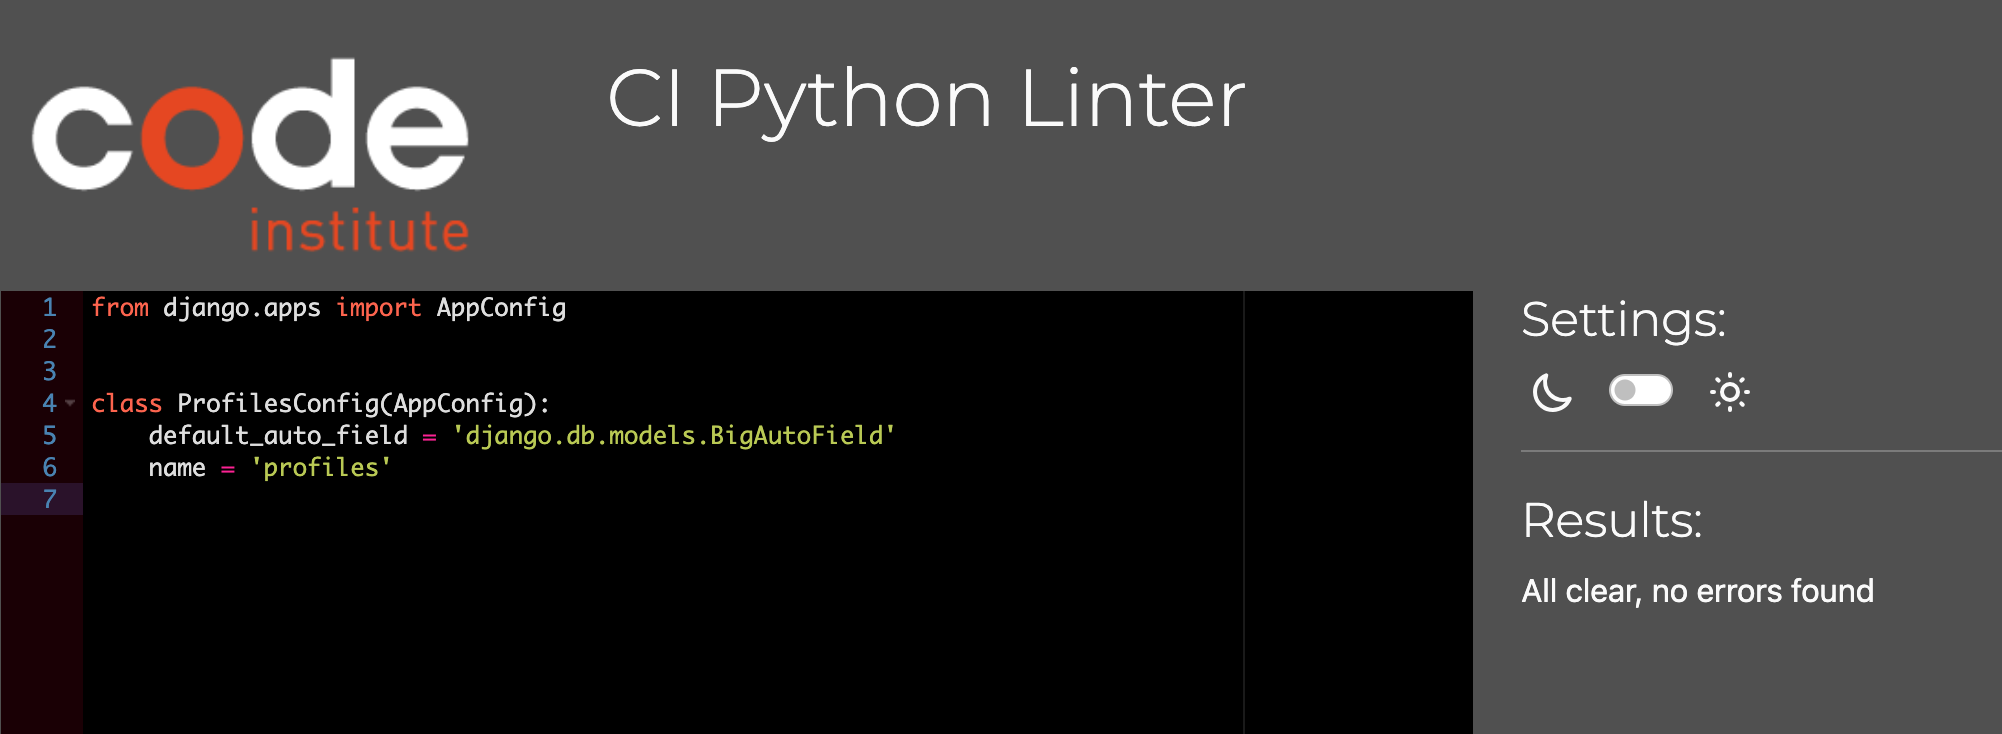 code
institute
CI Python Linter
1 from django.apps import AppConfig
2
3
4 class ProfilesConfig(AppConfig):
5     default_auto_field = 'django.db.models.BigAutoField'
6     name = 'profiles'
7
Settings:
Results:
All clear, no errors found